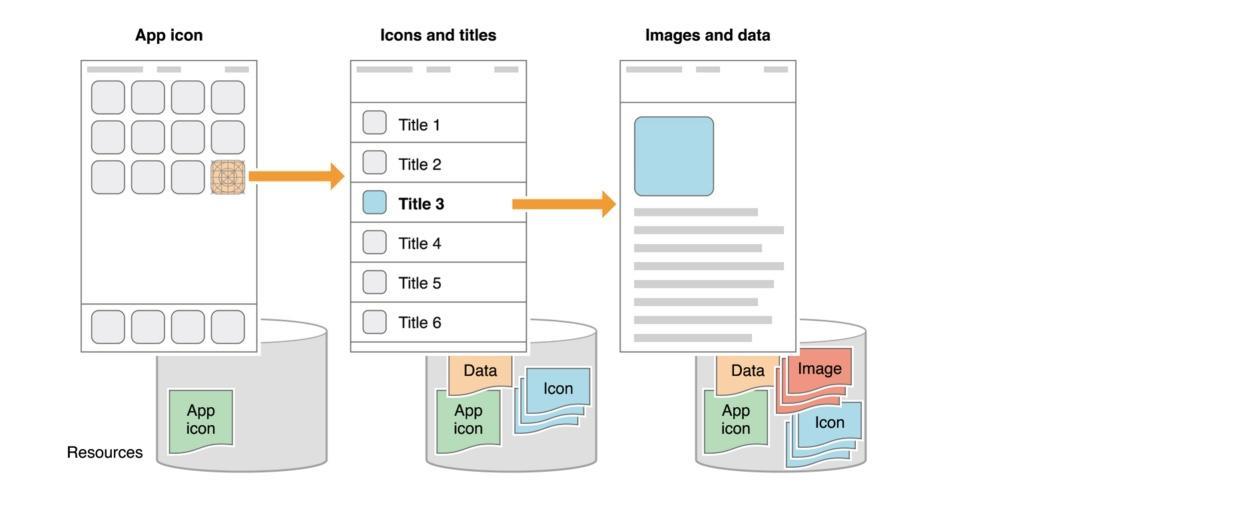 App icon
Icons and titles
Images and data
Title 1
Title 2
Title 3
Title 4
Title 5
Title 6
Resources
App
icon
Data
App
icon
Icon
Data
App
icon
Image
Icon